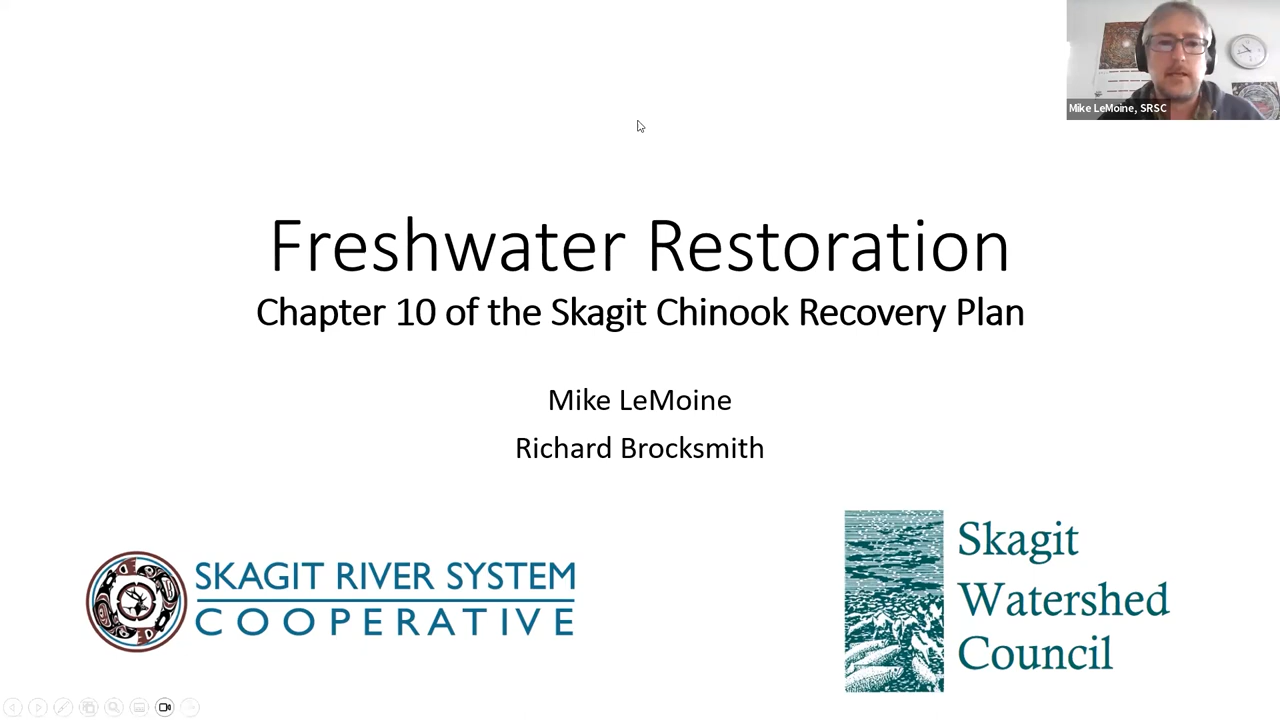 Mike LeMoine, SRSC
Freshwater Restoration
Chapter 10 of the Skagit Chinook Recovery Plan
Mike LeMoine
Richard Brocksmith
SKAGIT RIVER SYSTEM
COOPERATIVE
Skagit
Watershed
Council